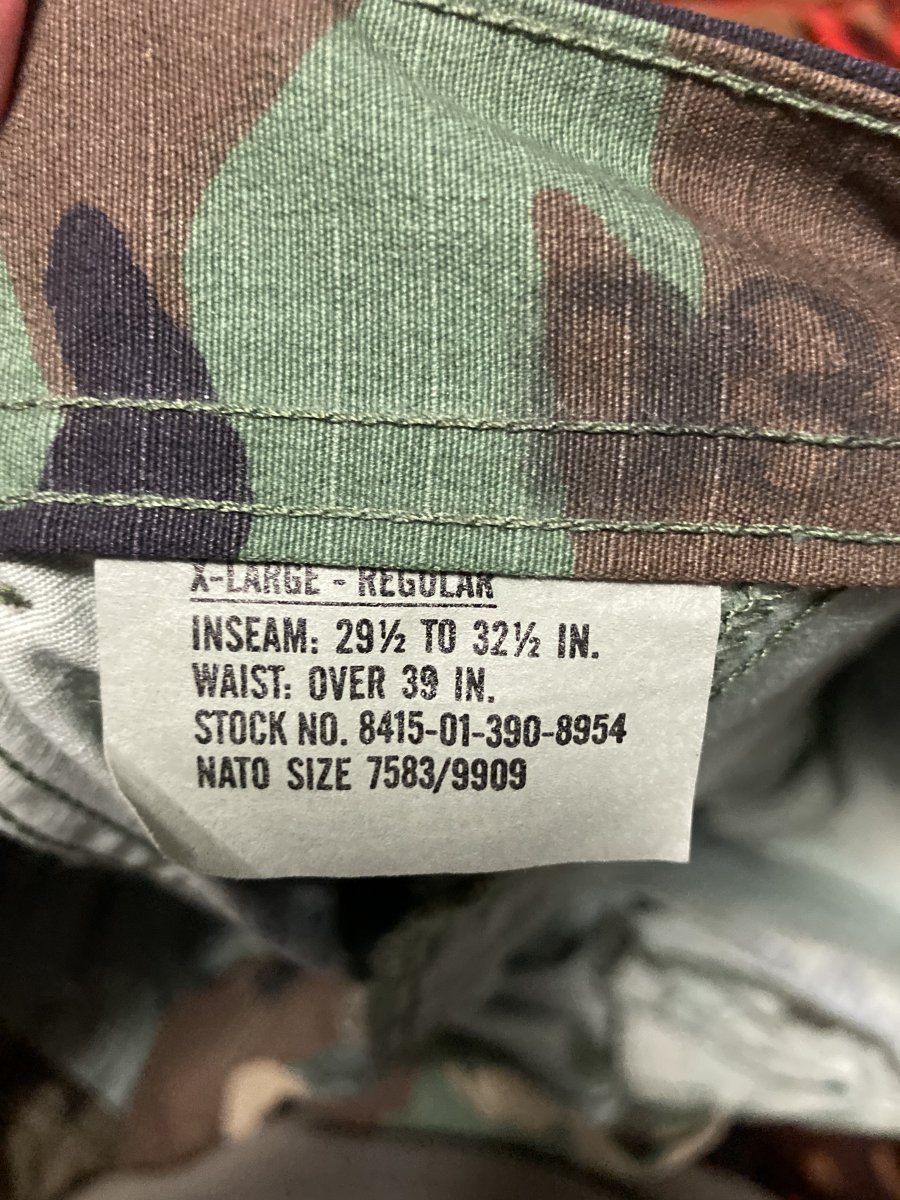 X-LARGE - REGULAR
INSEAM: 29½ TO 32½ IN.
WAIST: OVER 39 IN.
STOCK NO. 8415-01-390-8954
NATO SIZE 7583/9909